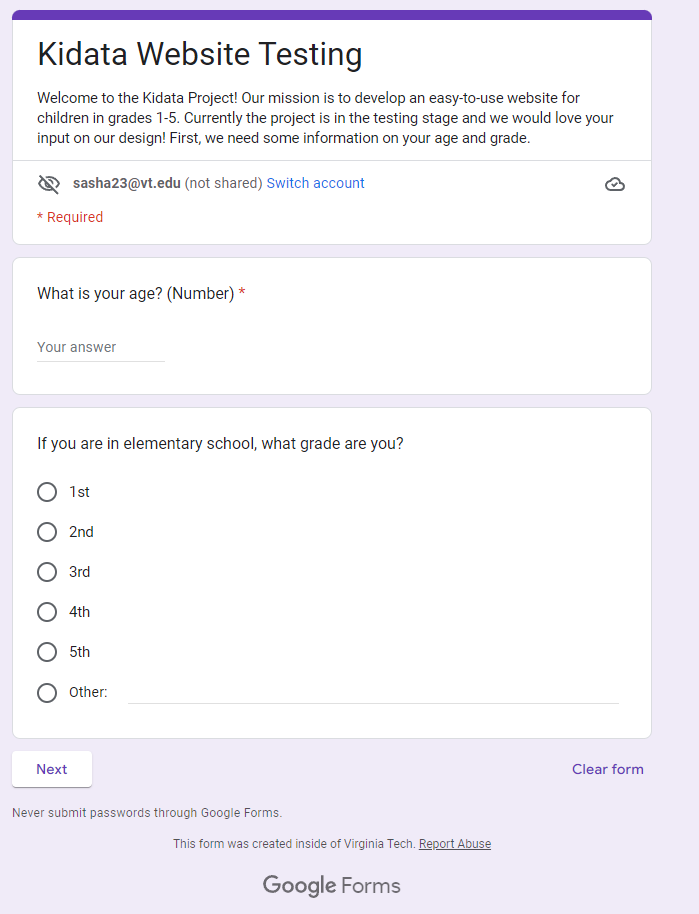 Kidata Website Testing
Welcome to the Kidata Project! Our mission is to develop an easy-to-use website for
children in grades 1-5. Currently the project is in the testing stage and we would love your
input on our design! First, we need some information on your age and grade.
sasha23@vt.edu (not shared) Switch account
* Required
What is your age? (Number) *
Your answer
If you are in elementary school, what grade are you?
1st
2nd
3rd
4th
5th
Other:
Next Clear form
Never submit passwords through Google Forms.
This form was created inside of Virginia Tech. Report Abuse
Google Forms